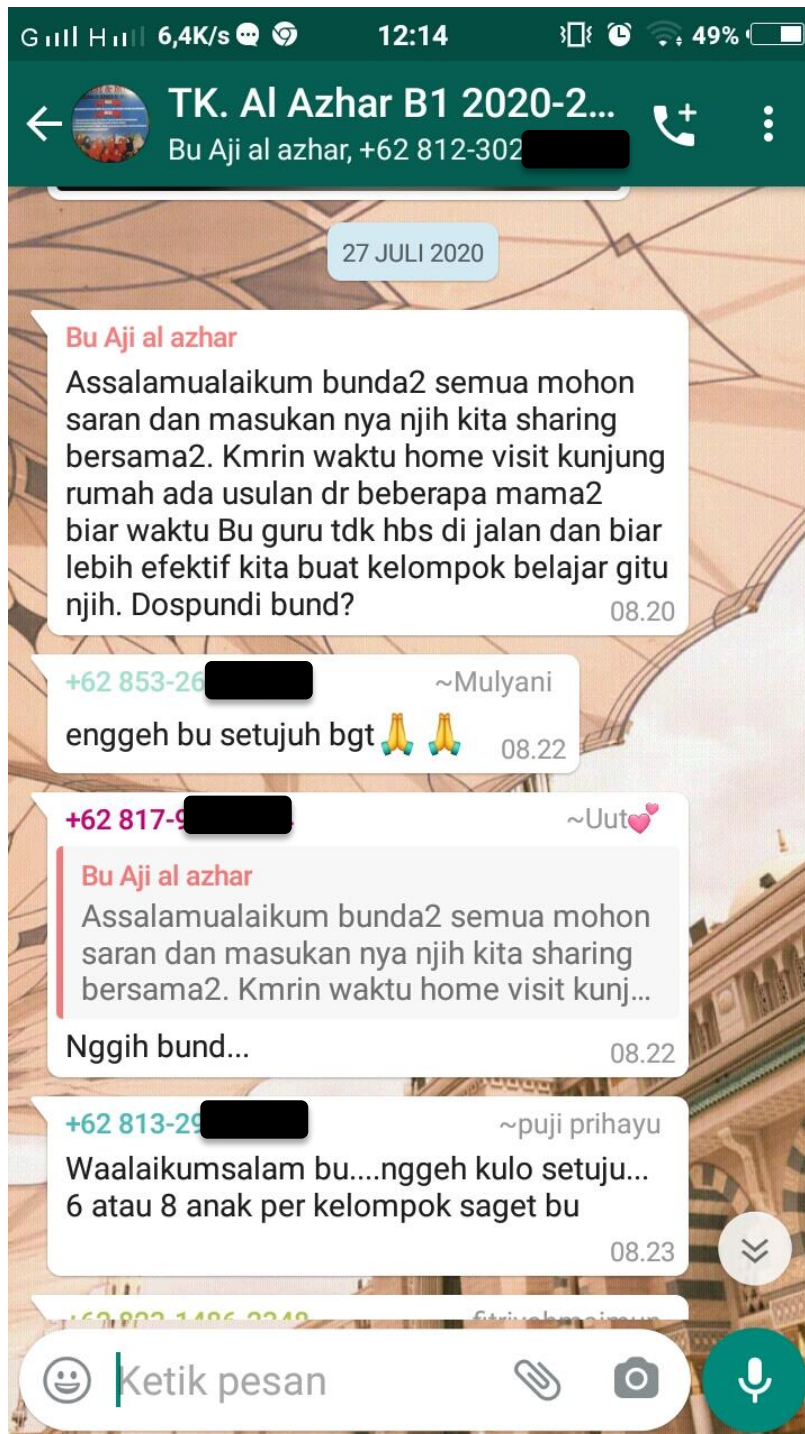 6,4K/s 12:14 49%
TK. Al Azhar B1 2020-2...
Bu Aji al azhar, +62 812-302
27 JULI 2020
Bu Aji al azhar
Assalamualaikum bunda2 semua mohon
saran dan masukan nya njih kita sharing
bersama2. Kmrin waktu home visit kunjung
rumah ada usulan dr beberapa mama2
biar waktu Bu guru tdk hbs di jalan dan biar
lebih efektif kita buat kelompok belajar gitu
njih. Dospundi bund?
08.20
+62 853-26 ~Mulyani
enggeh bu setujuh bgt🙏 🙏 08.22
+62 817-9 ~Uut💕
Bu Aji al azhar
Assalamualaikum bunda2 semua mohon
saran dan masukan nya njih kita sharing
bersama2. Kmrin waktu home visit kunj...
Nggih bund...
08.22
+62 813-29 ~puji prihayu
Waalaikumsalam bu....nggeh kulo setuju...
6 atau 8 anak per kelompok saget bu
08.23
Ketik pesan